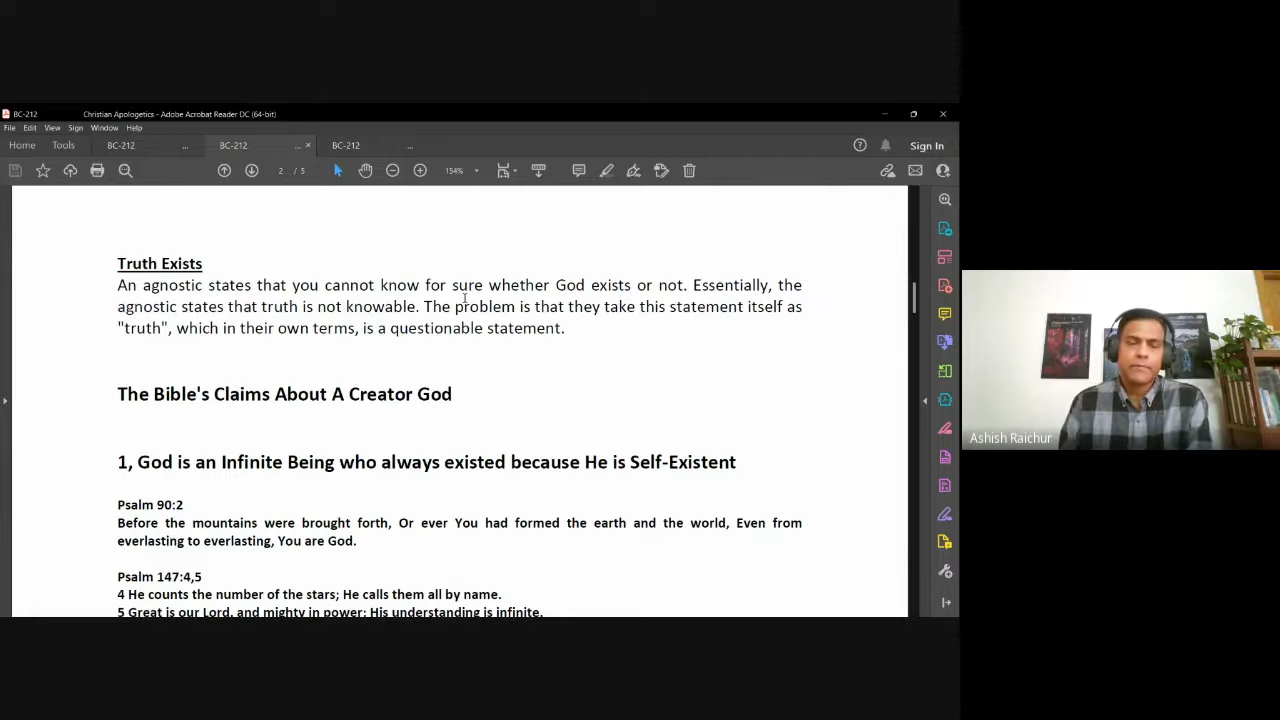 BC-212 Christian Apologetics - Adobe Acrobat Reader DC (64-bit)
File Edit View Sign Window Help
Home Tools BC-212 ... BC-212 ... × BC-212 ...
Sign In
2 / 5 154%
Truth Exists
An agnostic states that you cannot know for sure whether God exists or not. Essentially, the
agnostic states that truth is not knowable. The problem is that they take this statement itself as
"truth", which in their own terms, is a questionable statement.
The Bible's Claims About A Creator God
1, God is an Infinite Being who always existed because He is Self-Existent
Psalm 90:2
Before the mountains were brought forth, Or ever You had formed the earth and the world, Even from
everlasting to everlasting, You are God.
Psalm 147:4,5
4 He counts the number of the stars; He calls them all by name.
5 Great is our Lord, and mighty in power; His understanding is infinite.
Ashish Raichur